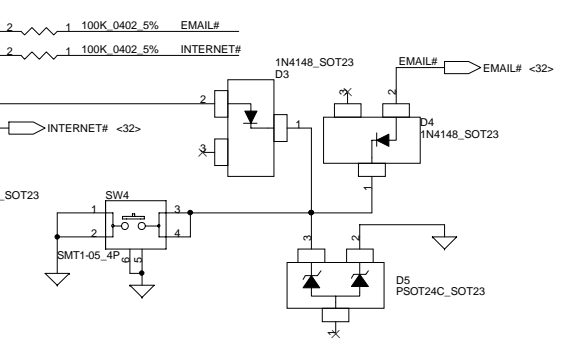 2 1 100K_0402_5% EMAIL#
2 1 100K_0402_5% INTERNET#
1N4148_SOT23
D3
EMAIL#
EMAIL# <32>
2
3
2
D4
1N4148_SOT23
1
INTERNET# <32>
3
1
_SOT23
SW4
1
3
2
4
SMT1-05_4P
6
5
3
2
D5
PSOT24C_SOT23
1